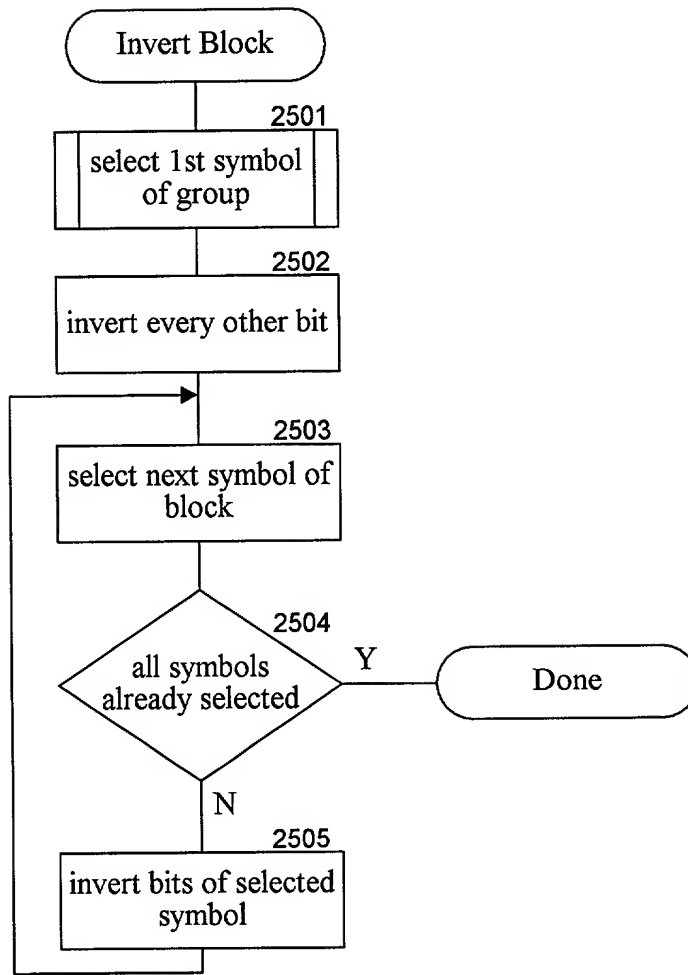 Invert Block
2501
select 1st symbol
of group
2502
invert every other bit
2503
select next symbol of
block
2504
all symbols
already selected
Y
Done
N
2505
invert bits of selected
symbol